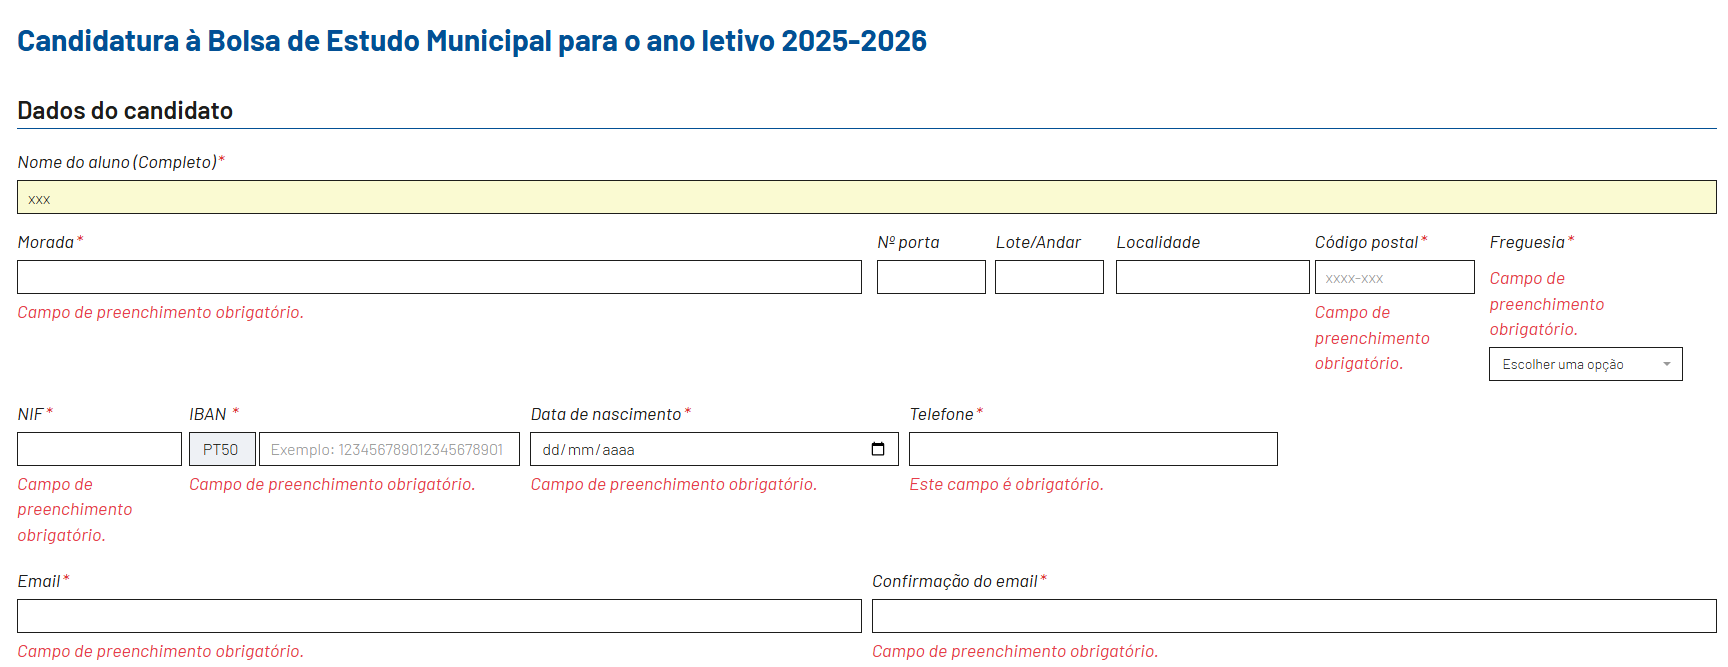 Candidatura à Bolsa de Estudo Municipal para o ano letivo 2025-2026
Dados do candidato
Nome do aluno (Completo)*
xxx
Morada*
Campo de preenchimento obrigatório.
Nº porta
Lote/Andar
Localidade
Código postal*
xxxx-xxx
Campo de
preenchimento
obrigatório.
Freguesia*
Campo de
preenchimento
obrigatório.
Escolher uma opção
NIF*
Campo de
preenchimento
obrigatório.
IBAN *
PT50
Exemplo: 123456789012345678901
Campo de preenchimento obrigatório.
Data de nascimento*
dd/mm/aaaa
Campo de preenchimento obrigatório.
Telefone*
Este campo é obrigatório.
Email*
Campo de preenchimento obrigatório.
Confirmação do email*
Campo de preenchimento obrigatório.